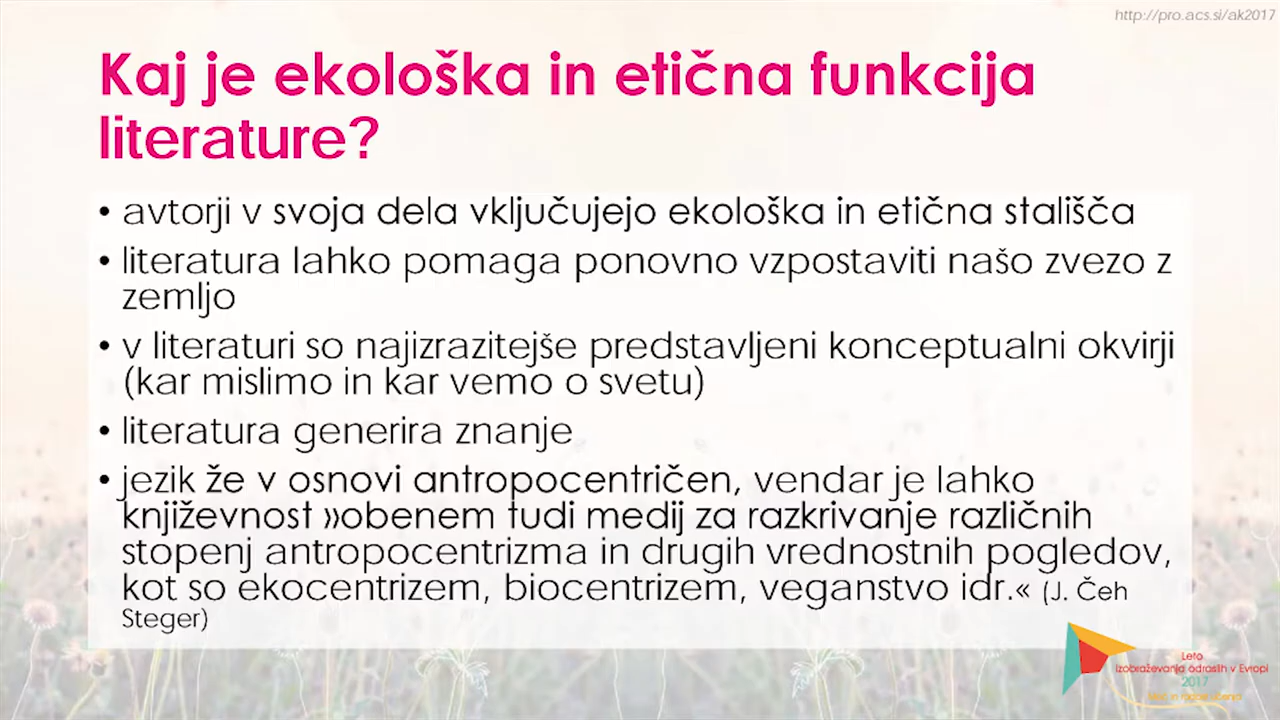 http://pro.acs.si/ak2017
Kaj je ekološka in etična funkcija
literature?
• avtorji v svoja dela vključujejo ekološka in etična stališča
• literatura lahko pomaga ponovno vzpostaviti našo zvezo z
zemljo
• v literaturi so najizrazitejše predstavljeni konceptualni okvirji
(kar mislimo in kar vemo o svetu)
• literatura generira znanje
• jezik že v osnovi antropocentričen, vendar je lahko
književnost »obenem tudi medij za razkrivanje različnih
stopenj antropocentrizma in drugih vrednostnih pogledov,
kot so ekocentrizem, biocentrizem, veganstvo idr.« (J. Čeh
Steger)
Leto
izobraževanja odraslih v Evropi
2017